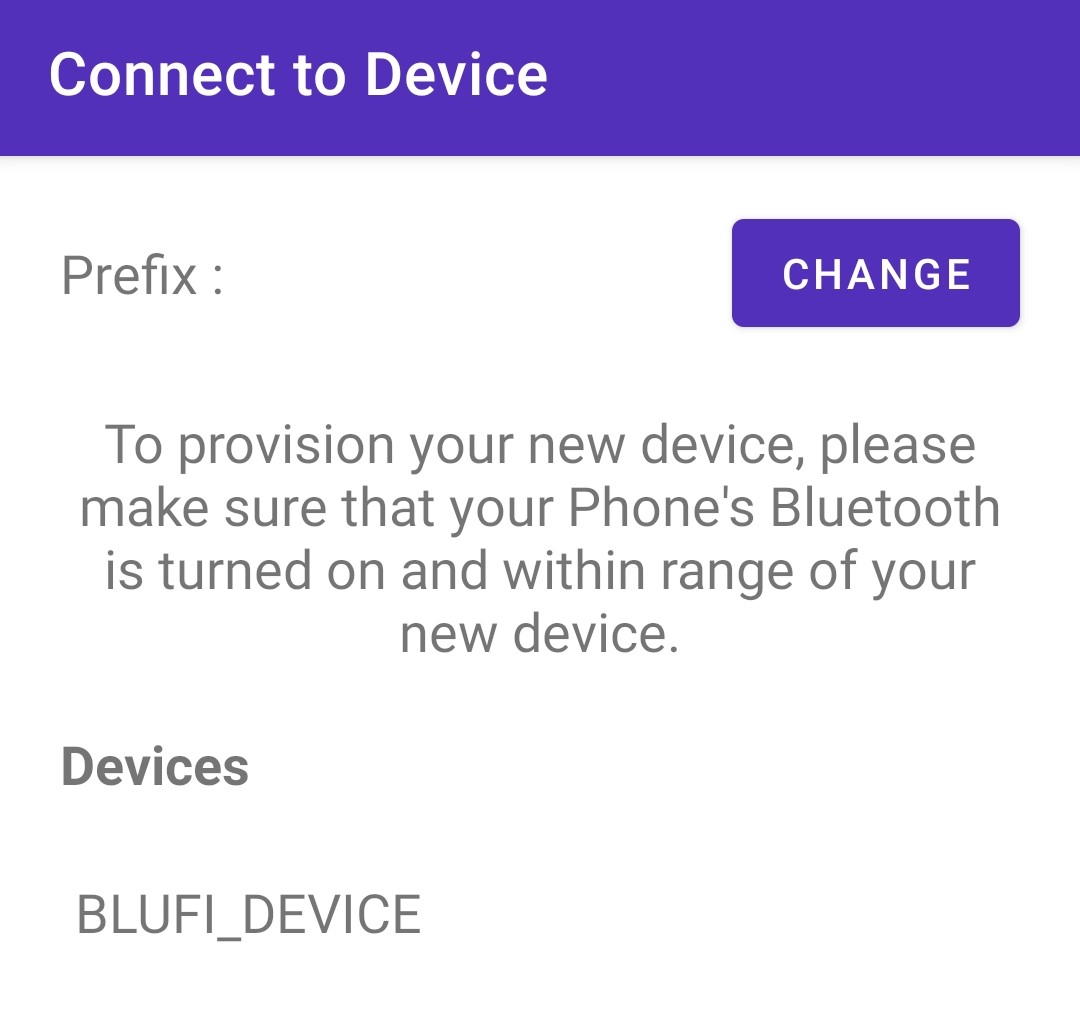 Connect to Device
Prefix :
CHANGE
To provision your new device, please
make sure that your Phone's Bluetooth
is turned on and within range of your
new device.
Devices
BLUFI_DEVICE